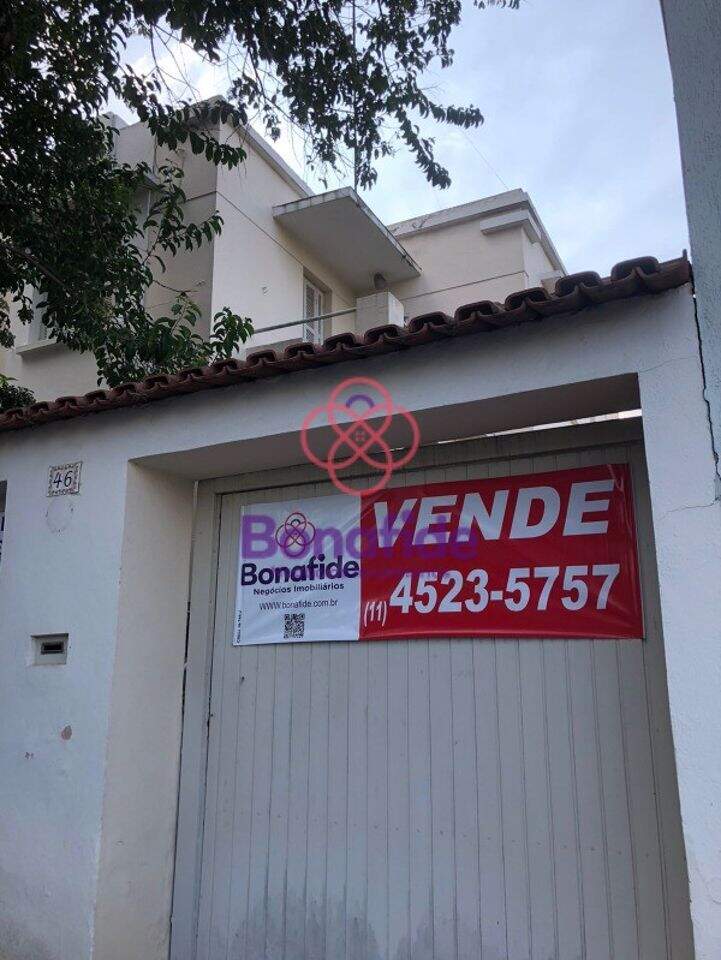 46
VENDE
Bonafide
Bonafide
Negócios Imobiliários
WWW.bonafide.com.br
(11) 4523-5757